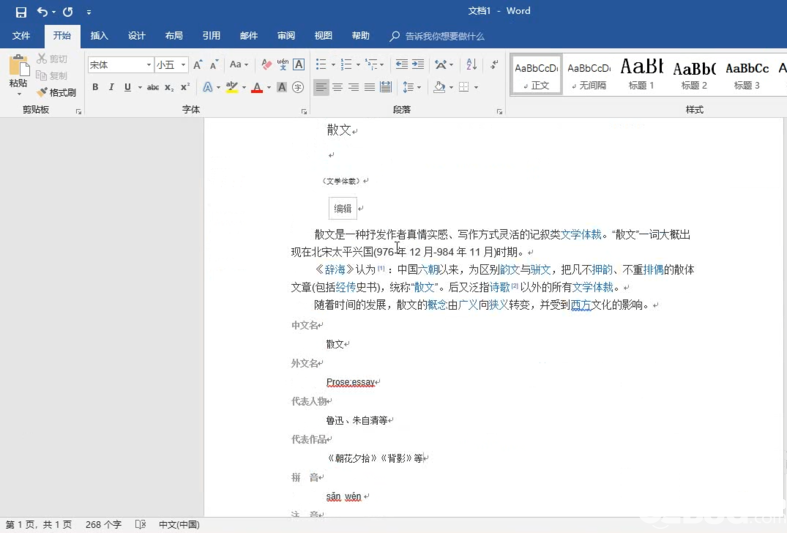 文档1 - Word
文件 开始 插入 设计 布局 引用 邮件 审阅 视图 帮助 告诉我你想要做什么
剪切
复制
格式刷
粘贴
剪贴板
宋体 小五
字体
段落
AaBbCcDi AaBbCcDi AaBb AaBb( AaBbCc
正文 无间隔 标题 1 标题 2 标题 3
样式
散文
（文学体裁）
编辑
散文是一种抒发作者真情实感、写作方式灵活的记叙类文学体裁。“散文”一词大概出
现在北宋太平兴国(976 年 12 月-984 年 11 月)时期。
《辞海》认为 [1] ：中国六朝以来，为区别韵文与骈文，把凡不押韵、不重排偶的散体
文章(包括经传史书)，统称“散文”。后又泛指诗歌 [2] 以外的所有文学体裁。
随着时间的发展，散文的概念由广义向狭义转变，并受到西方文化的影响。
中文名
散文
外文名
Prose;essay
代表人物
鲁迅、朱自清等
代表作品
《朝花夕拾》《背影》等
拼 音
sǎn wén
注 音
第 1 页，共 1 页 268 个字 中文(中国)